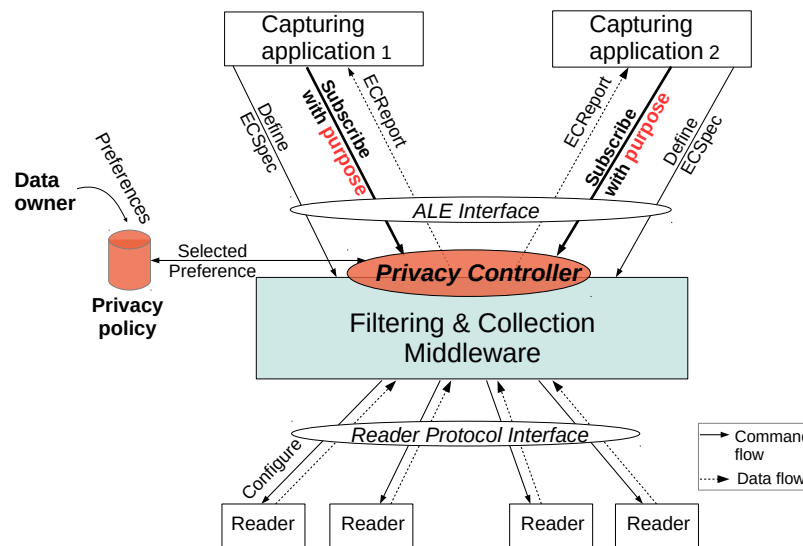 Capturing
application 1
Capturing
application 2
Define
ECSpec
Subscribe
with purpose
ECReport
ECReport
Subscribe
with purpose
Define
ECSpec
Preferences
Data
owner
ALE Interface
Selected
Preference
Privacy Controller
Privacy
policy
Filtering & Collection
Middleware
Reader Protocol Interface
Configure
Command
flow
Data flow
Reader
Reader
Reader
Reader